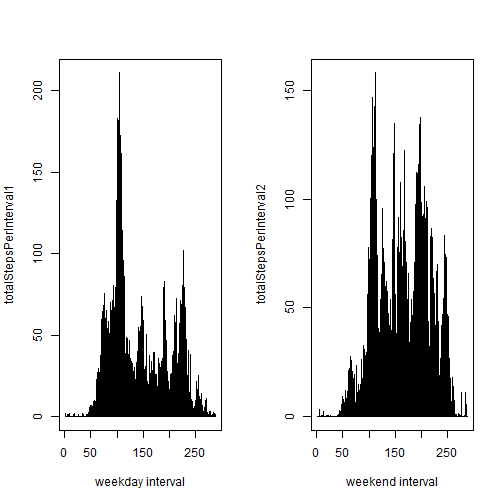 totalStepsPerInterval1
0 50 100 150 200
0 50 150 250
weekday interval
totalStepsPerInterval2
0 50 100 150
0 50 150 250
weekend interval